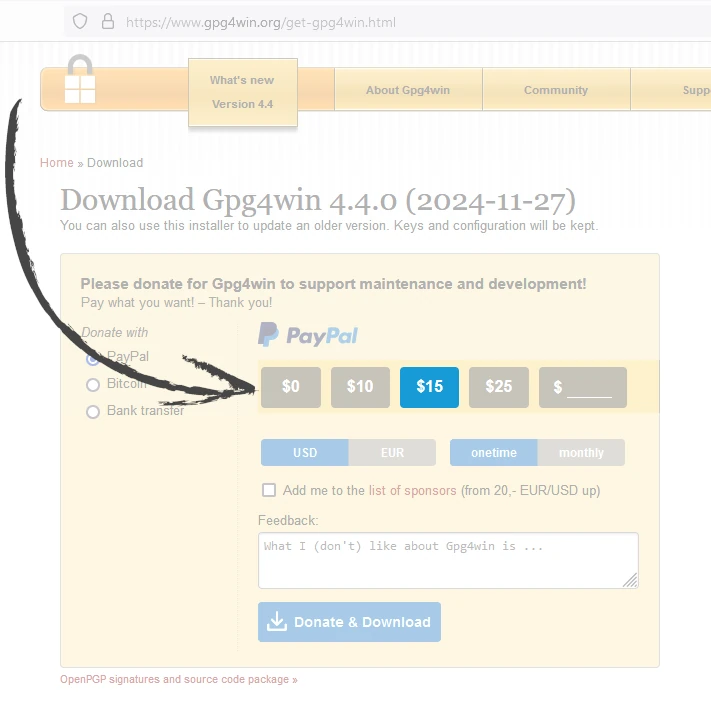 https://www.gpg4win.org/get-gpg4win.html
What's new
Version 4.4
About Gpg4win
Community
Home » Download
Download Gpg4win 4.4.0 (2024-11-27)
You can also use this installer to update an older version. Keys and configuration will be kept.
Please donate for Gpg4win to support maintenance and development!
Pay what you want! – Thank you!
Donate with
PayPal
Bitcoin
Bank transfer
PayPal
$0 $10 $15 $25 $ ______
USD EUR onetime monthly
Add me to the list of sponsors (from 20,- EUR/USD up)
Feedback:
What I (don't) like about Gpg4win is ...
Donate & Download
OpenPGP signatures and source code package »